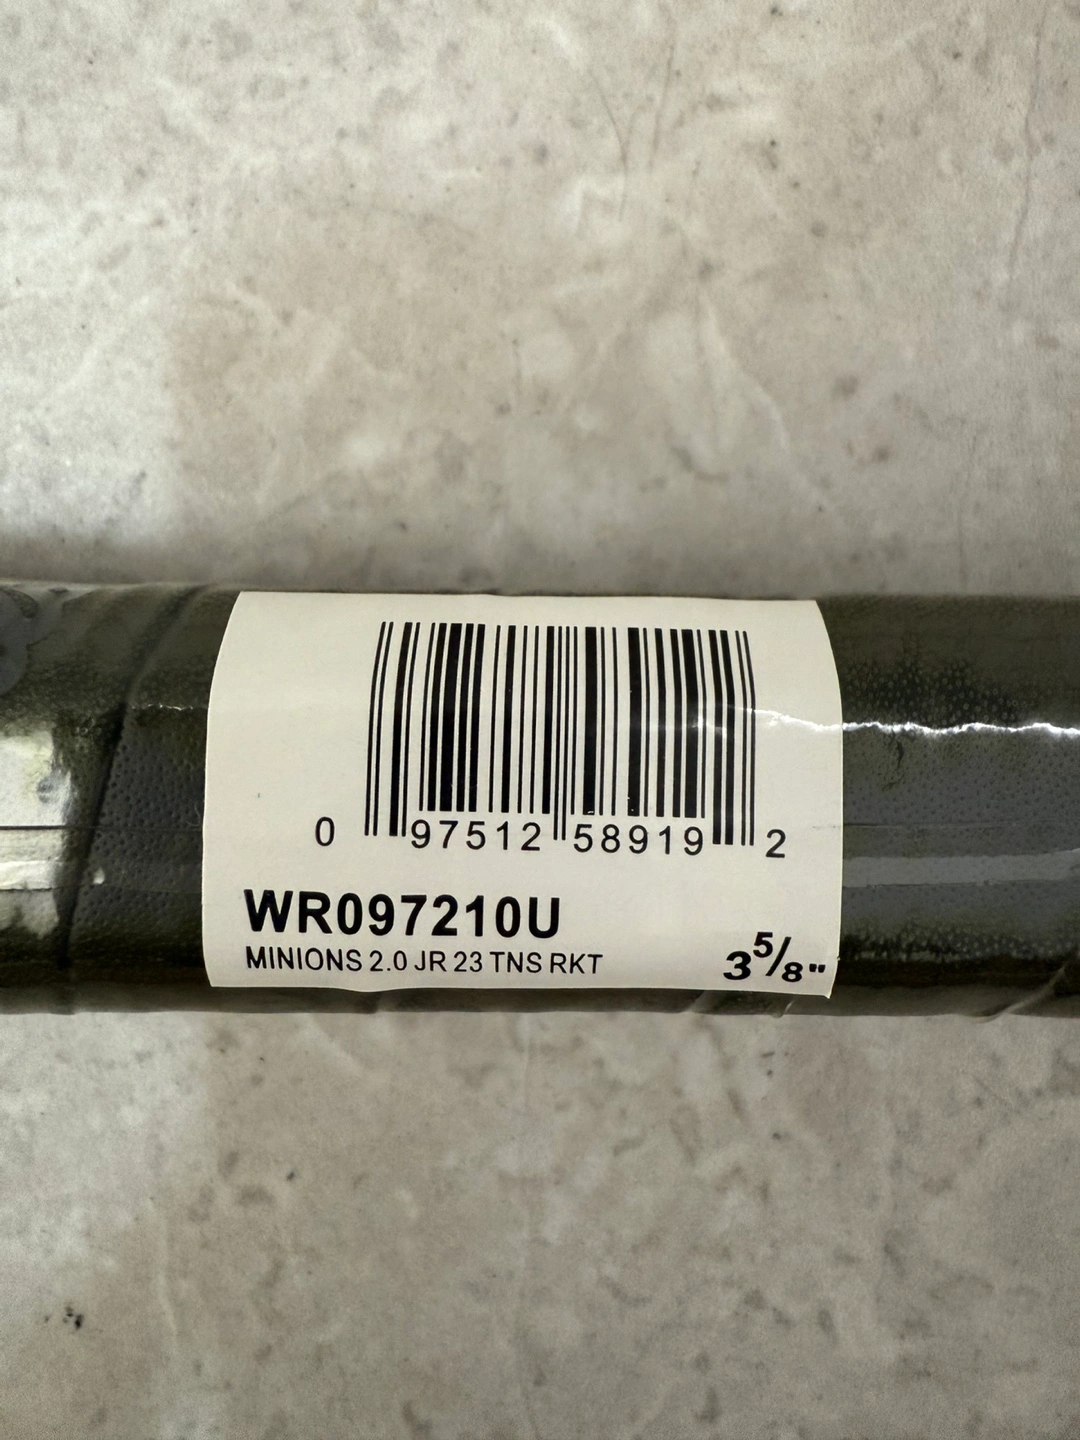 0 97512 58919 2
WR097210U
MINIONS 2.0 JR 23 TNS RKT
3 5/8"